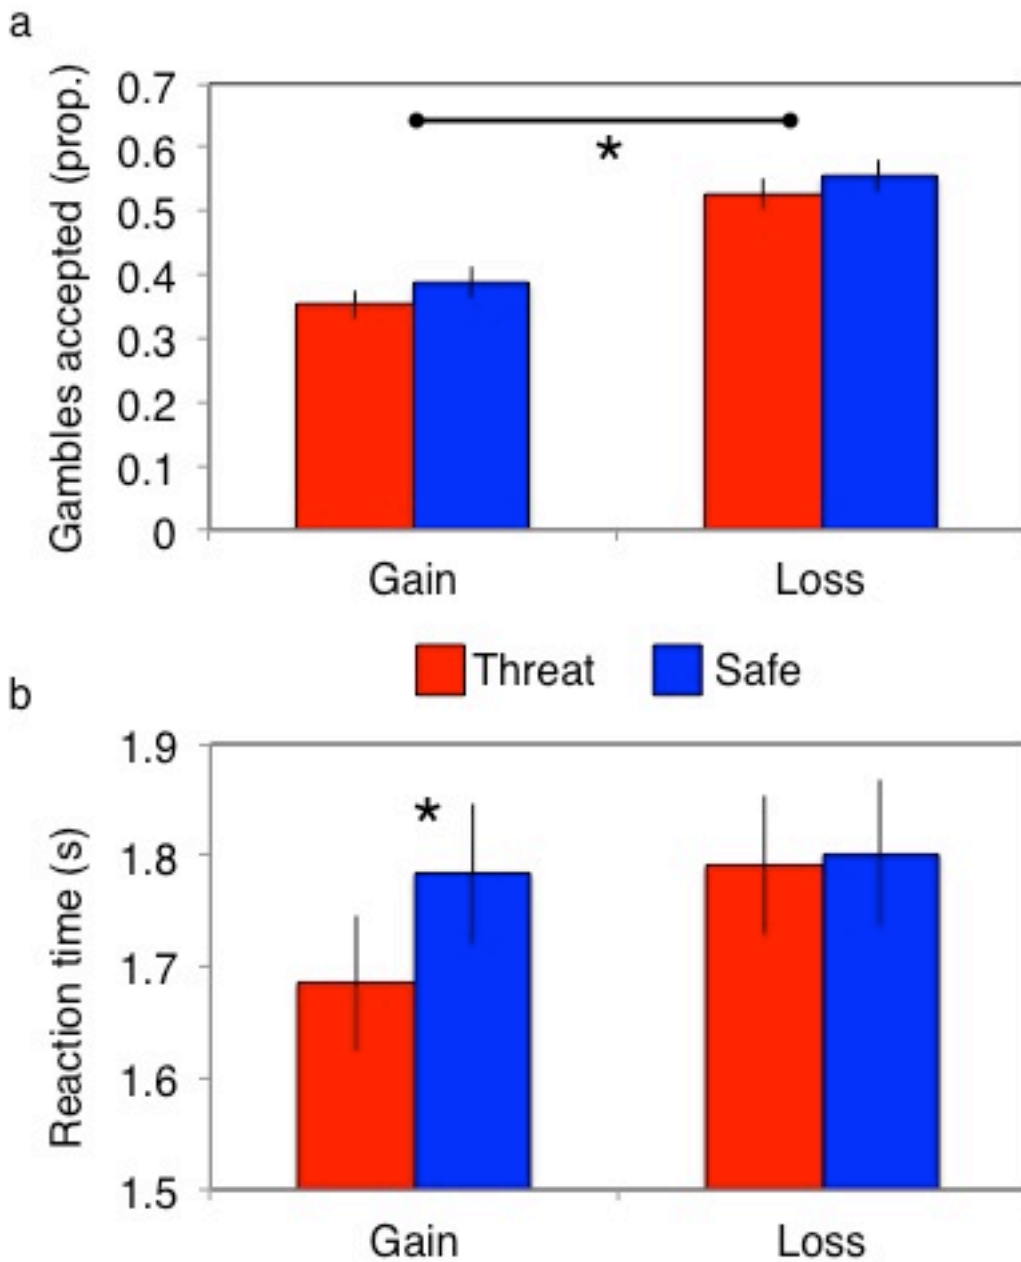 a
Gambles accepted (prop.)
0.7
0.6
0.5
0.4
0.3
0.2
0.1
0
*
Gain Loss
Threat Safe
b
Reaction time (s)
1.9
1.8
1.7
1.6
1.5
*
Gain Loss